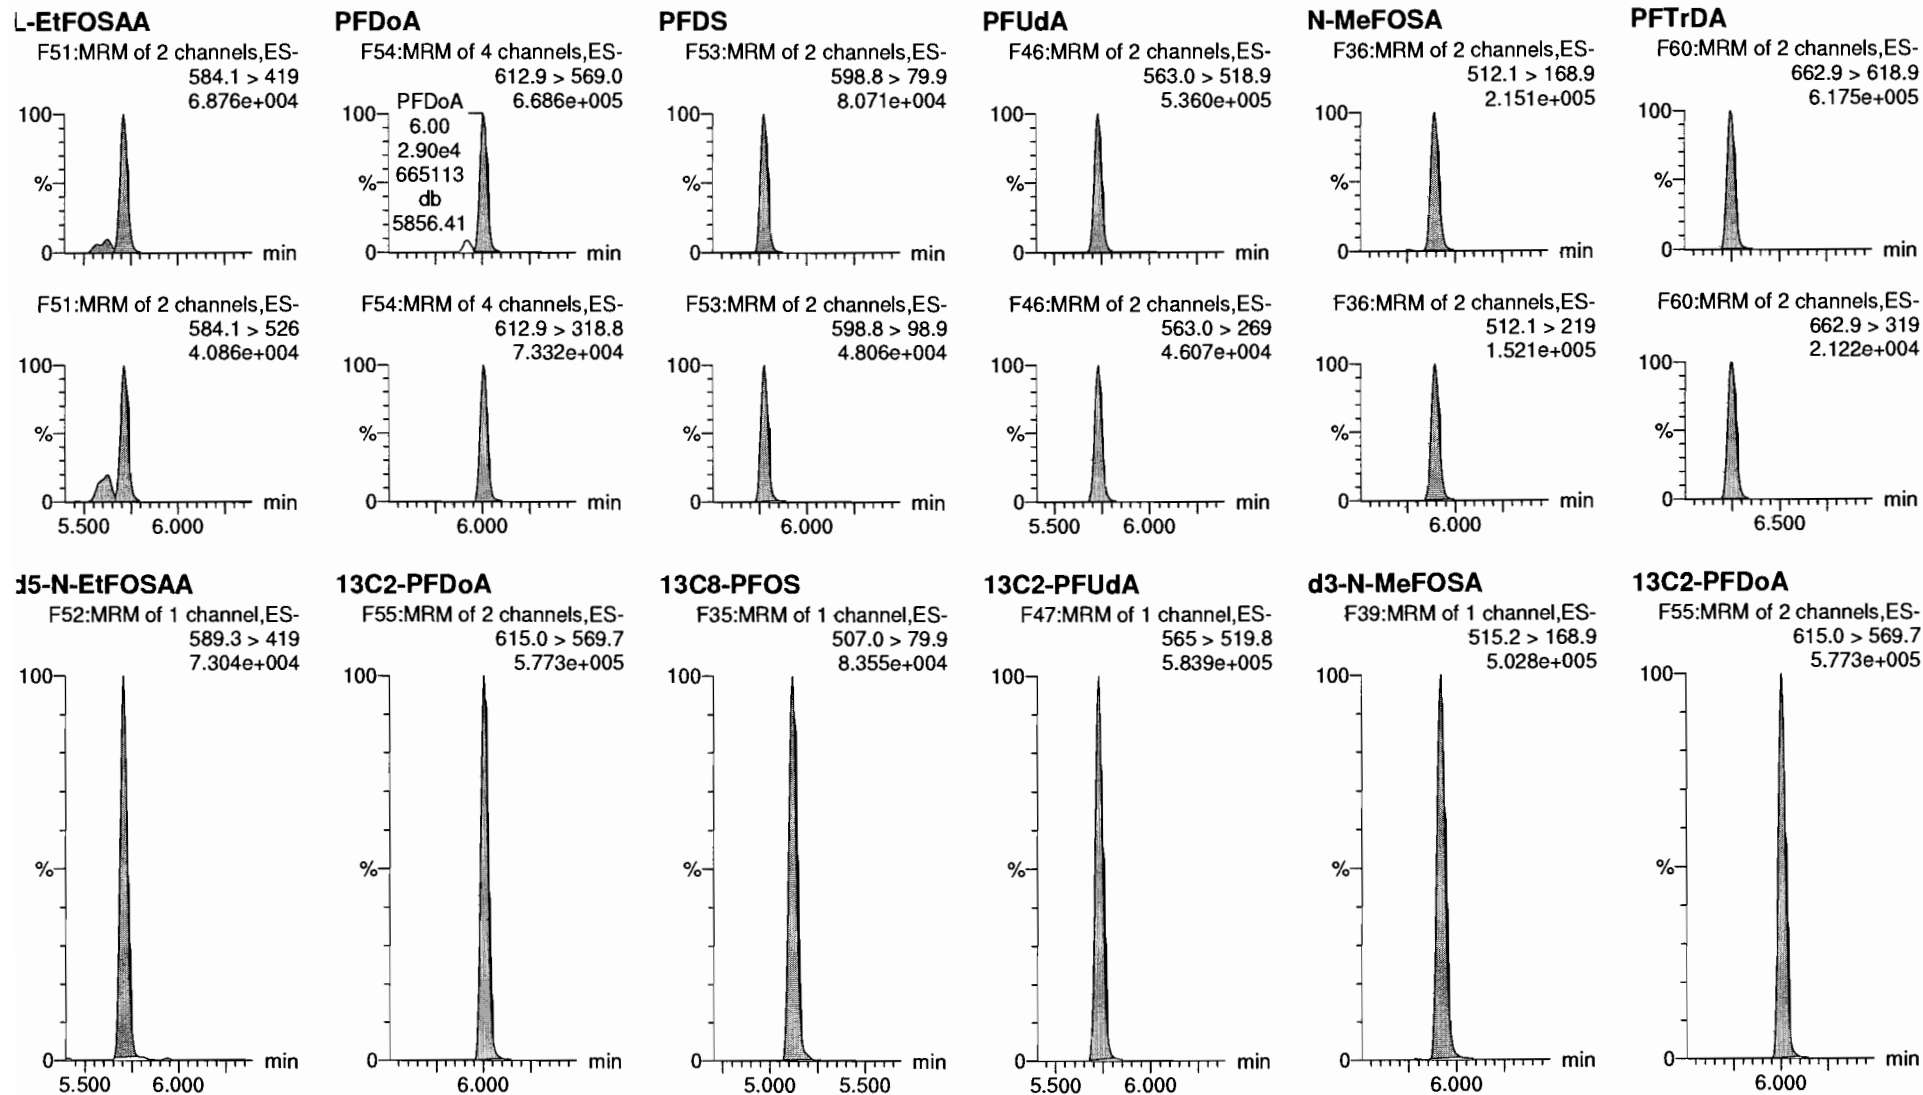 L-EtFOSAA
F51:MRM of 2 channels,ES-
584.1 > 419
6.876e+004
100
%
0
min
PFDoA
F54:MRM of 4 channels,ES-
612.9 > 569.0
6.686e+005
PFDoA
6.00
2.90e4
665113
db
5856.41
100
%
0
min
PFDS
F53:MRM of 2 channels,ES-
598.8 > 79.9
8.071e+004
100
%
0
min
PFUdA
F46:MRM of 2 channels,ES-
563.0 > 518.9
5.360e+005
100
%
0
min
N-MeFOSA
F36:MRM of 2 channels,ES-
512.1 > 168.9
2.151e+005
100
%
0
min
PFTrDA
F60:MRM of 2 channels,ES-
662.9 > 618.9
6.175e+005
100
%
0
min
F51:MRM of 2 channels,ES-
584.1 > 526
4.086e+004
100
%
0
min
5.500 6.000
F54:MRM of 4 channels,ES-
612.9 > 318.8
7.332e+004
100
%
0
min
6.000
F53:MRM of 2 channels,ES-
598.8 > 98.9
4.806e+004
100
%
0
min
6.000
F46:MRM of 2 channels,ES-
563.0 > 269
4.607e+004
100
%
0
min
5.500 6.000
F36:MRM of 2 channels,ES-
512.1 > 219
1.521e+005
100
%
0
min
6.000
F60:MRM of 2 channels,ES-
662.9 > 319
2.122e+004
100
%
0
min
6.500
d5-N-EtFOSAA
F52:MRM of 1 channel,ES-
589.3 > 419
7.304e+004
100
%
0
min
5.500 6.000
13C2-PFDoA
F55:MRM of 2 channels,ES-
615.0 > 569.7
5.773e+005
100
%
0
min
6.000
13C8-PFOS
F35:MRM of 1 channel,ES-
507.0 > 79.9
8.355e+004
100
%
0
min
5.000 5.500
13C2-PFUdA
F47:MRM of 1 channel,ES-
565 > 519.8
5.839e+005
100
%
0
min
5.500 6.000
d3-N-MeFOSA
F39:MRM of 1 channel,ES-
515.2 > 168.9
5.028e+005
100
%
0
min
6.000
13C2-PFDoA
F55:MRM of 2 channels,ES-
615.0 > 569.7
5.773e+005
100
%
0
min
6.000